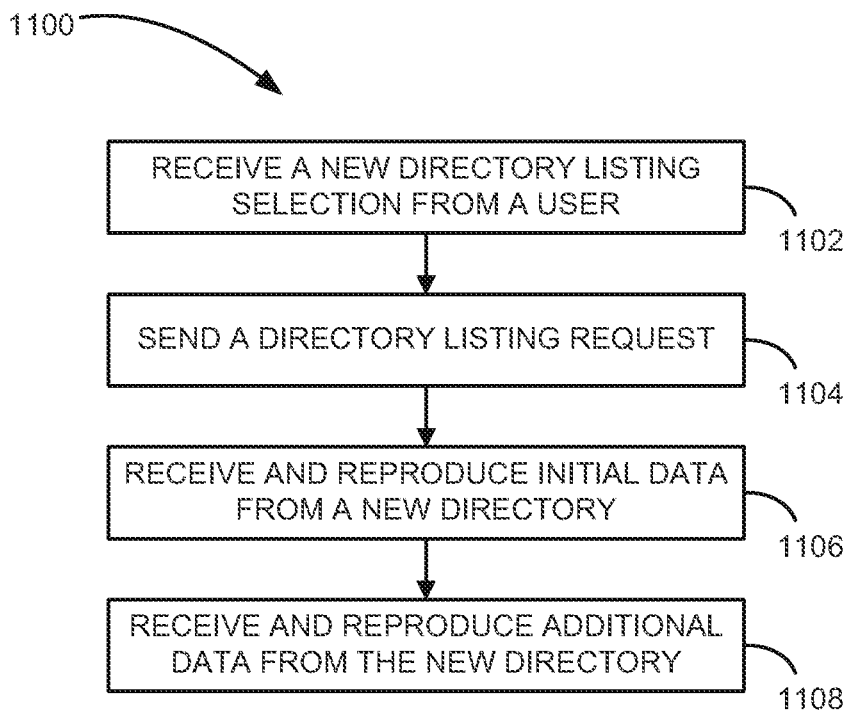 1100
RECEIVE A NEW DIRECTORY LISTING
SELECTION FROM A USER
1102
SEND A DIRECTORY LISTING REQUEST
1104
RECEIVE AND REPRODUCE INITIAL DATA
FROM A NEW DIRECTORY
1106
RECEIVE AND REPRODUCE ADDITIONAL
DATA FROM THE NEW DIRECTORY
1108